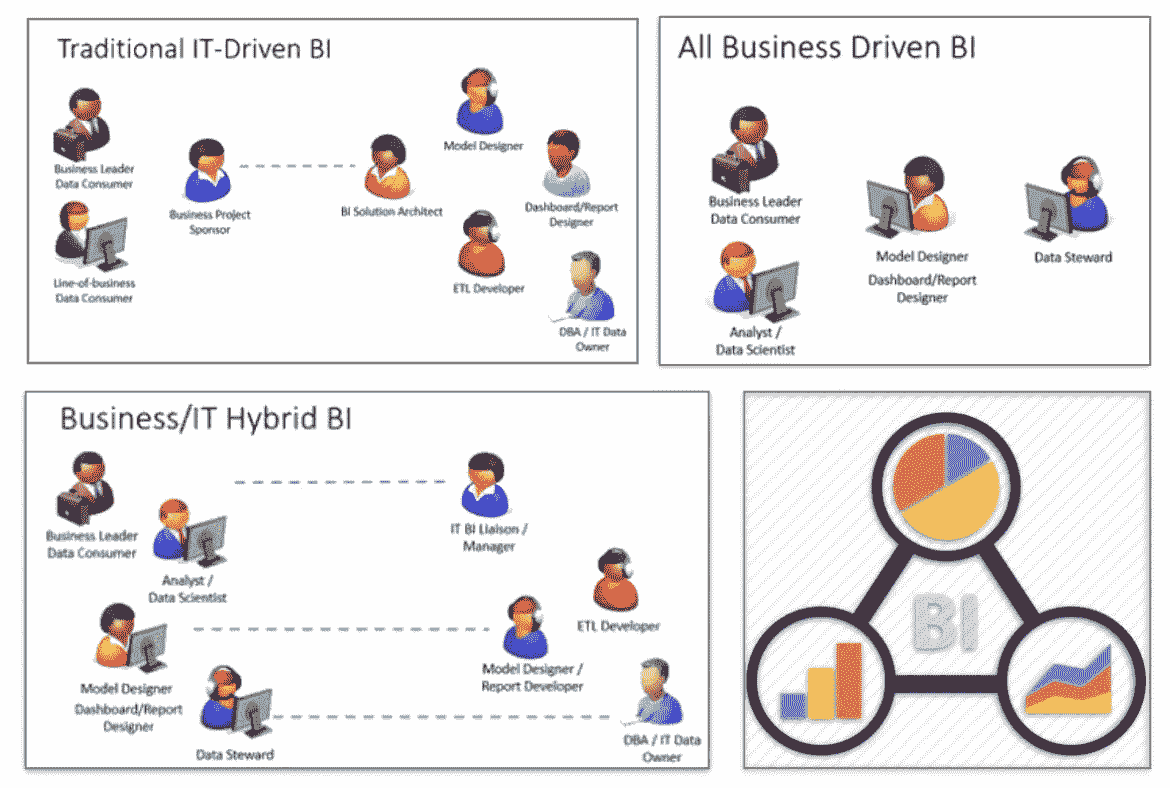 Traditional IT-Driven BI
Business Leader
Data Consumer
Line-of-business
Data Consumer
Business Project
Sponsor
BI Solution Architect
Model Designer
Dashboard/Report
Designer
ETL Developer
DBA / IT Data
Owner
All Business Driven BI
Business Leader
Data Consumer
Analyst /
Data Scientist
Model Designer
Dashboard/Report
Designer
Data Steward
Business/IT Hybrid BI
Business Leader
Data Consumer
Analyst /
Data Scientist
Model Designer
Dashboard/Report
Designer
Data Steward
IT BI Liaison /
Manager
ETL Developer
Model Designer /
Report Developer
DBA / IT Data
Owner
BI